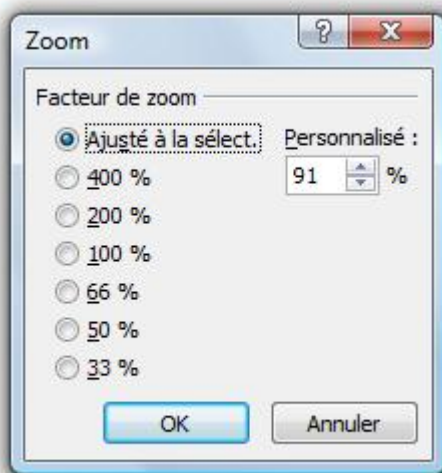 Zoom
Facteur de zoom
Ajusté à la sélect. Personnalisé :
400 % 91 %
200 %
100 %
66 %
50 %
33 %
OK Annuler